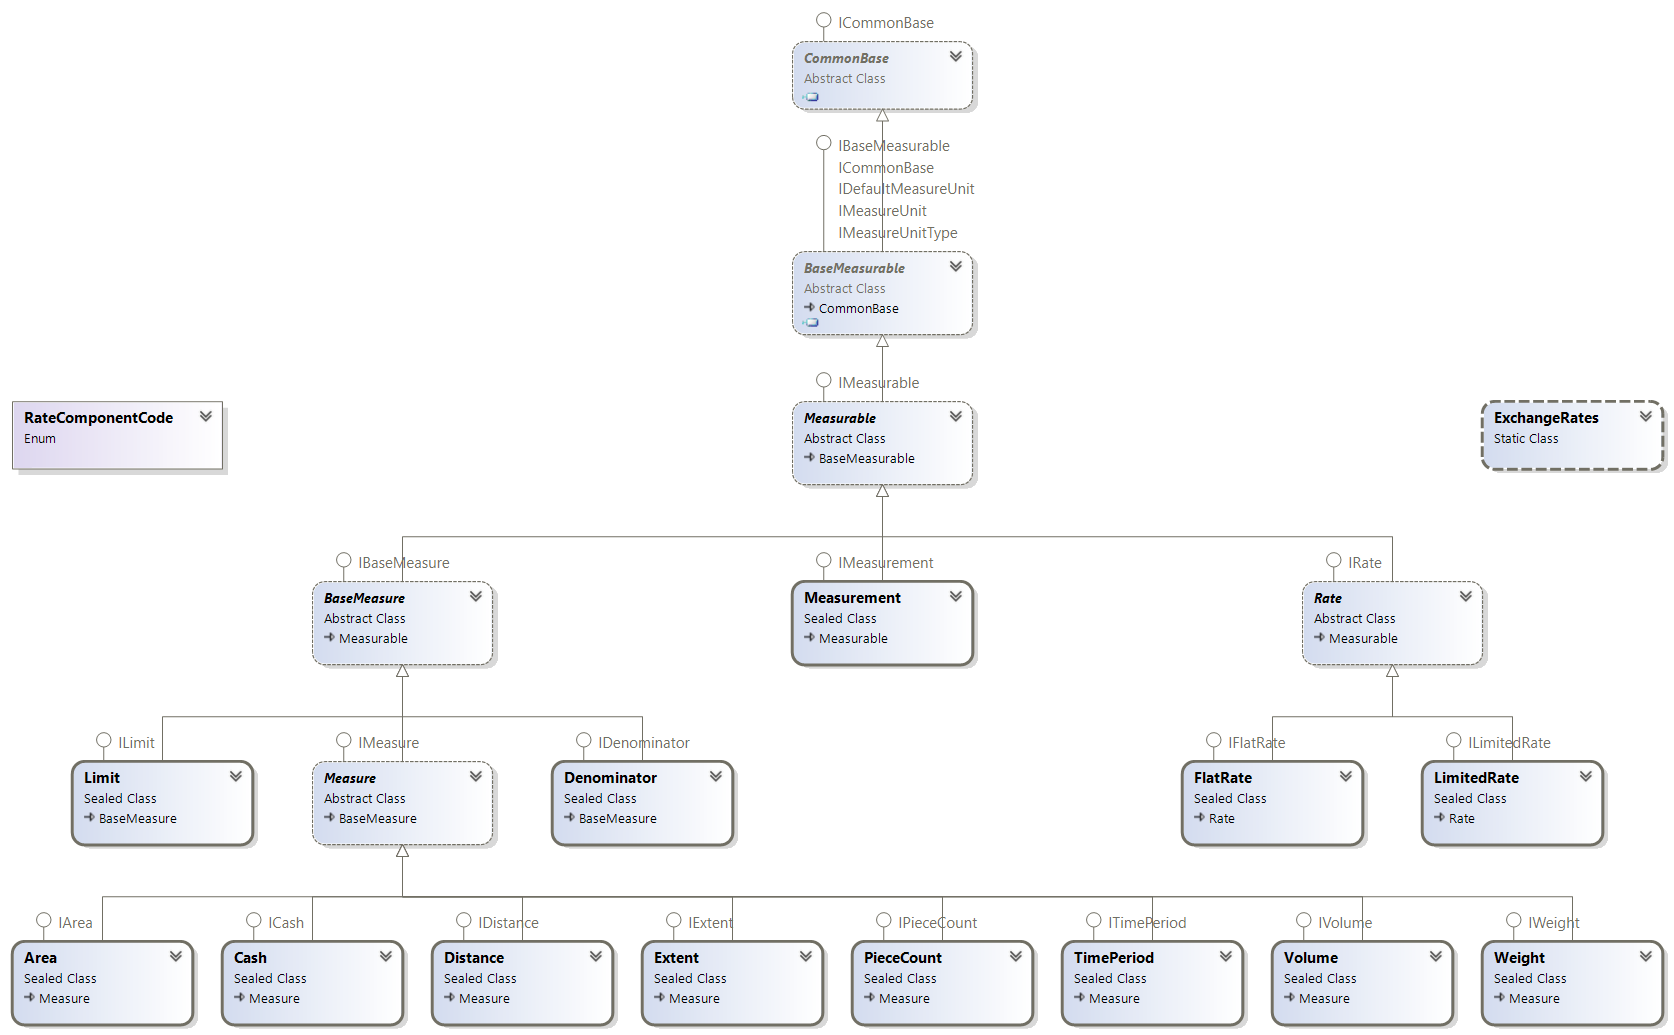 ICommonBase
CommonBase
Abstract Class
IBaseMeasurable
ICommonBase
IDefaultMeasureUnit
IMeasureUnit
IMeasureUnitType
BaseMeasurable
Abstract Class
CommonBase
IMeasurable
RateComponentCode
Enum
Measurable
Abstract Class
BaseMeasurable
ExchangeRates
Static Class
IBaseMeasure
BaseMeasure
Abstract Class
Measurable
IMeasurement
Measurement
Sealed Class
Measurable
IRate
Rate
Abstract Class
Measurable
ILimit
Limit
Sealed Class
BaseMeasure
IMeasure
Measure
Abstract Class
BaseMeasure
IDenominator
Denominator
Sealed Class
BaseMeasure
IFlatRate
FlatRate
Sealed Class
Rate
ILimitedRate
LimitedRate
Sealed Class
Rate
IArea
Area
Sealed Class
Measure
ICash
Cash
Sealed Class
Measure
IDistance
Distance
Sealed Class
Measure
IExtent
Extent
Sealed Class
Measure
IPieceCount
PieceCount
Sealed Class
Measure
ITimePeriod
TimePeriod
Sealed Class
Measure
IVolume
Volume
Sealed Class
Measure
IWeight
Weight
Sealed Class
Measure